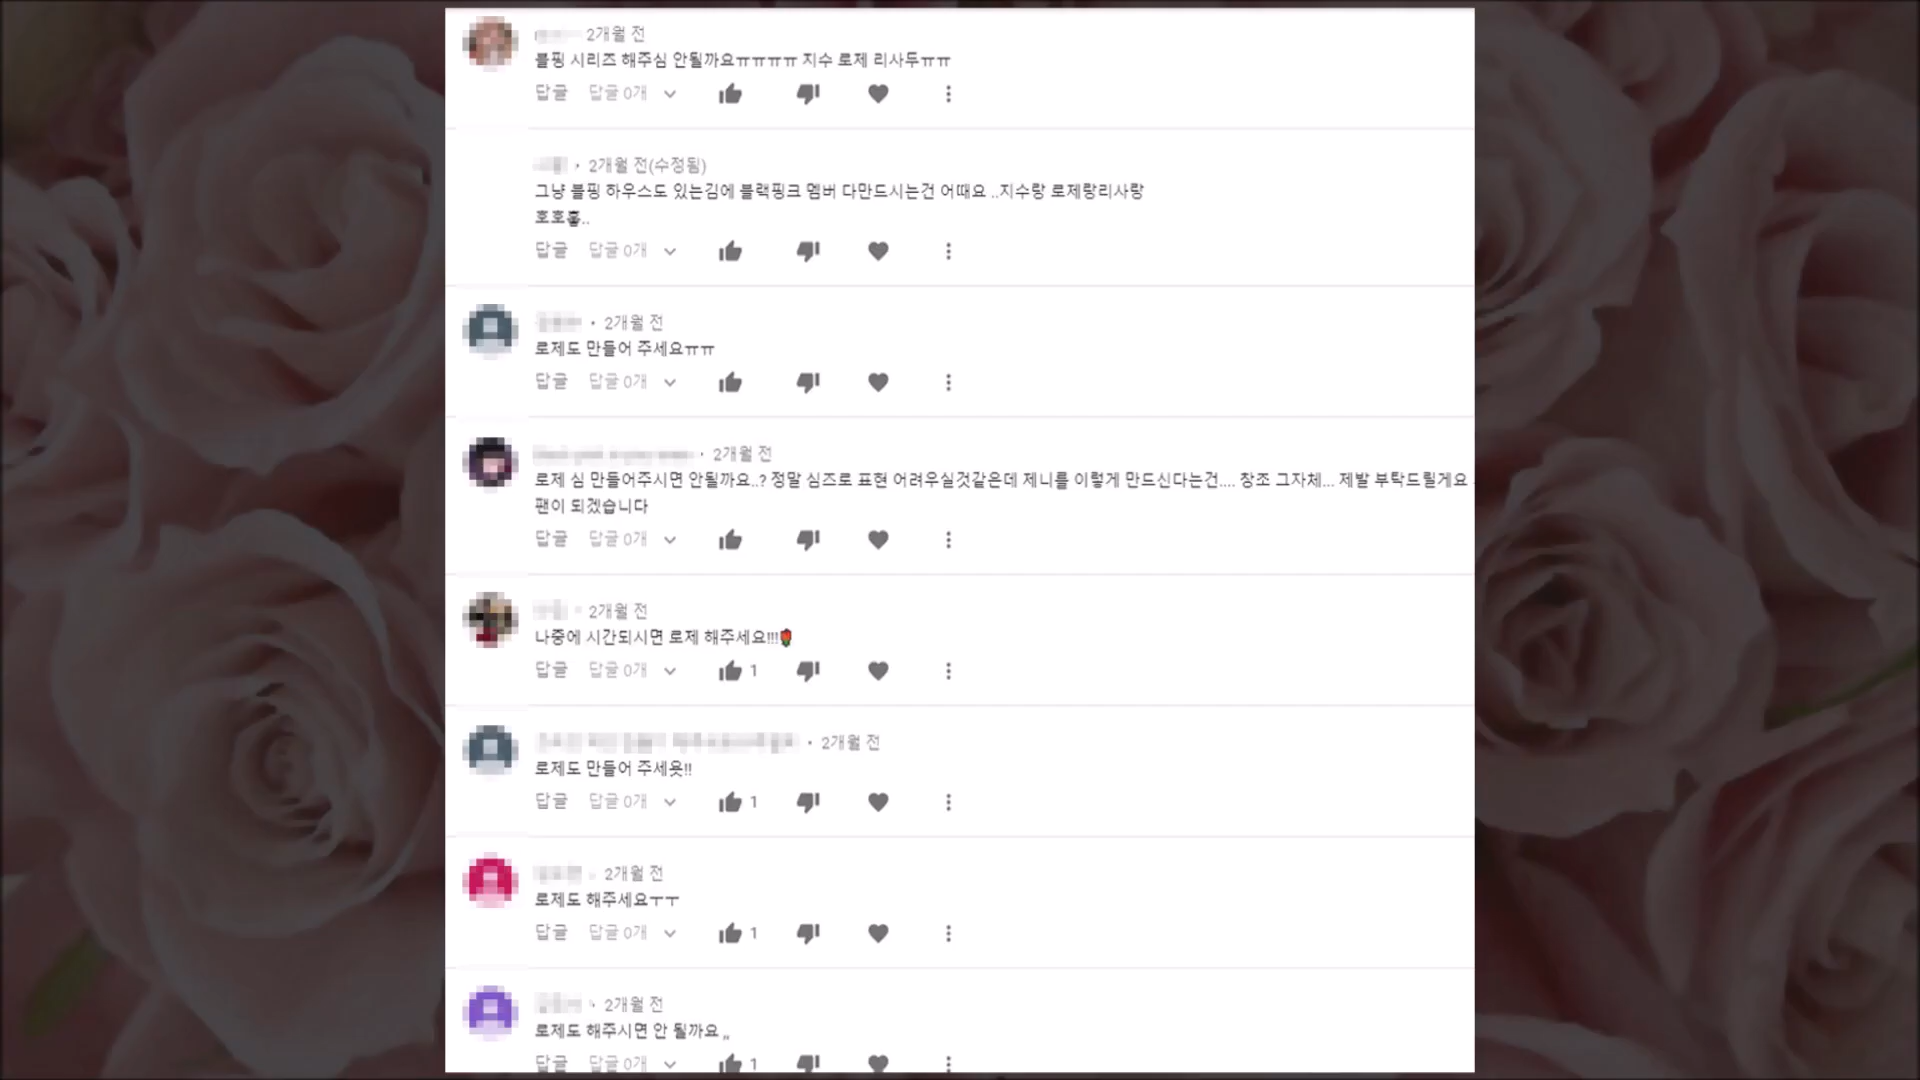 2개월 전
블핑 시리즈 해주심 안될까요ㅠㅠㅠㅠ 지수 로제 리사두ㅠㅠ
답글 답글 0개
• 2개월 전(수정됨)
그냥 블핑 하우스도 있는김에 블랙핑크 멤버 다만드시는건 어때요 ..지수랑 로제랑리사랑
호호홓..
답글 답글 0개
• 2개월 전
로제도 만들어 주세요ㅠㅠ
답글 답글 0개
• 2개월 전
로제 심 만들어주시면 안될까요..? 정말 심즈로 표현 어려우실것같은데 제니를 이렇게 만드신다는건.... 창조 그자체... 제발 부탁드릴게요
팬이 되겠습니다
답글 답글 0개
• 2개월 전
나중에 시간되시면 로제 해주세요!!!🌹
답글 답글 0개 1
• 2개월 전
로제도 만들어 주세욧!!
답글 답글 0개 1
• 2개월 전
로제도 해주세요ㅜㅜ
답글 답글 0개 1
• 2개월 전
로제도 해주시면 안 될까요,,
답글 답글 0개 1